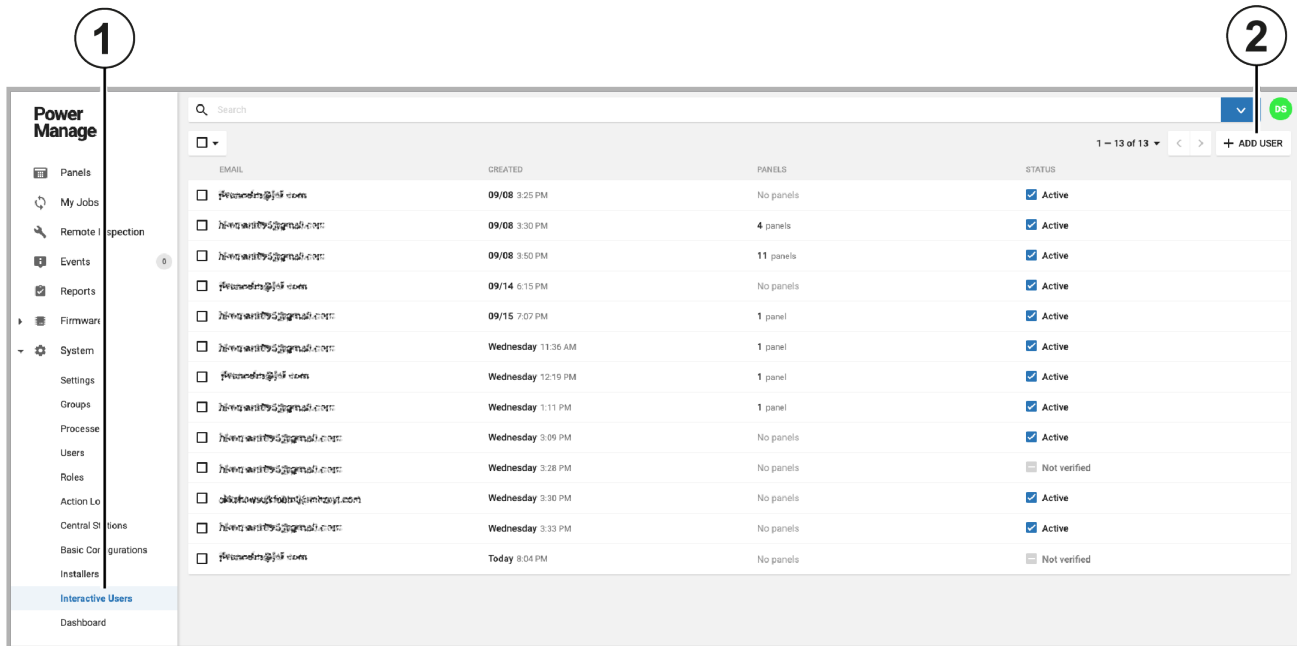 1
2
Power
Manage
Search
DS
1 – 13 of 13
+ ADD USER
EMAIL CREATED PANELS STATUS
Panels
My Jobs
Remote
Events 0
Reports
Firmware
System
Settings
Groups
Users
Roles
Action
Central
Basic
Installers
Interactive Users
Dashboard
09/08 3:25 PM No panels Active
09/08 3:30 PM 4 panels Active
09/08 3:50 PM 11 panels Active
09/14 6:15 PM No panels Active
09/15 7:07 PM 1 panel Active
Wednesday 11:36 AM 1 panel Active
Wednesday 12:19 PM 1 panel Active
Wednesday 1:11 PM 1 panel Active
Wednesday 3:09 PM No panels Active
Wednesday 3:28 PM No panels Not verified
Wednesday 3:30 PM No panels Active
Wednesday 3:33 PM No panels Active
Today 8:04 PM No panels Not verified